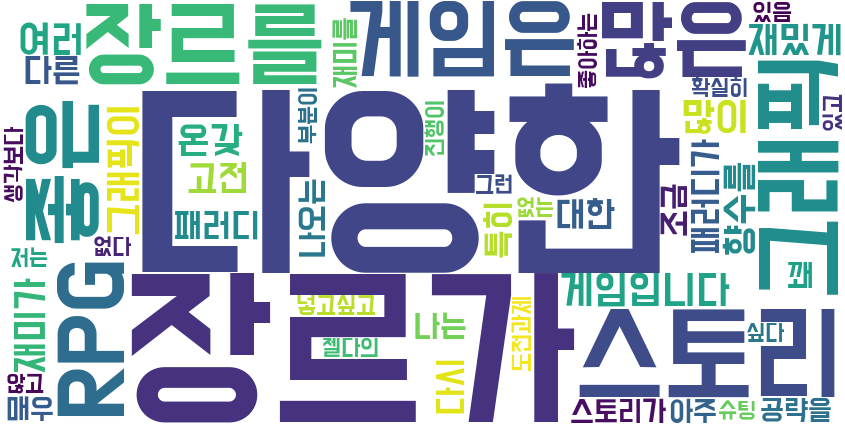 여러
다른
장르를
재미를
게임은
좋아하는
많은
있음
재밌게
확실히
많이
퍼래고
있고
생각보다
좋은
그래픽이
온갖
고전
패러디
다양한
부분이
나오는
진행이
그런
특히
없는
대한
조금
패러디가
향수를
꽤
저는
없다
재미가
RPG
않고
매우
장르가
넣고싶고
젤다의
나는
다시
도전과제
게임입니다
스토리
싶다
스토리가
아주
슈팅
공략을